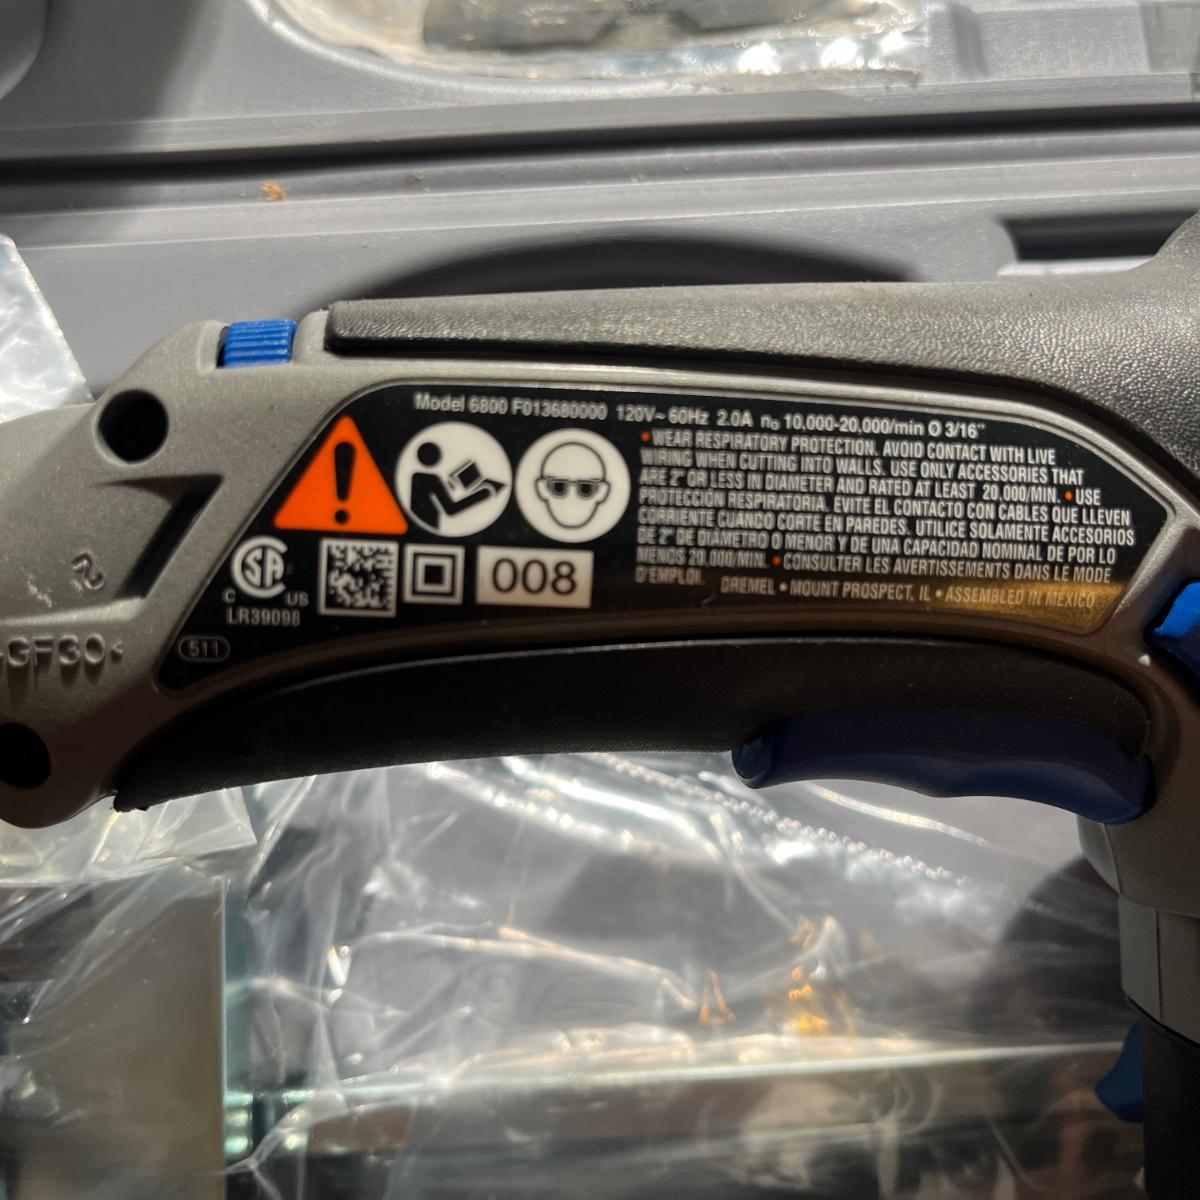 Model 6800 F013680000 120V~ 60Hz 2.0A n₀ 10,000-20,000/min O 3/16"
• WEAR RESPIRATORY PROTECTION. AVOID CONTACT WITH LIVE
WIRING WHEN CUTTING INTO WALLS. USE ONLY ACCESSORIES THAT
ARE 2" OR LESS IN DIAMETER AND RATED AT LEAST 20,000/MIN. • USE
PROTECCIÓN RESPIRATORIA. EVITE EL CONTACTO CON CABLES QUE LLEVEN
CORRIENTE CUANDO CORTE EN PAREDES. UTILICE SOLAMENTE ACCESORIOS
DE 2" DE DIÁMETRO O MENOR Y DE UNA CAPACIDAD NOMINAL DE POR LO
MENOS 20,000/MIN. • CONSULTER LES AVERTISSEMENTS DANS LE MODE
D'EMPLOI. DREMEL • MOUNT PROSPECT, IL • ASSEMBLED IN MEXICO
!
C SA US
LR39098
008
511
GF30<